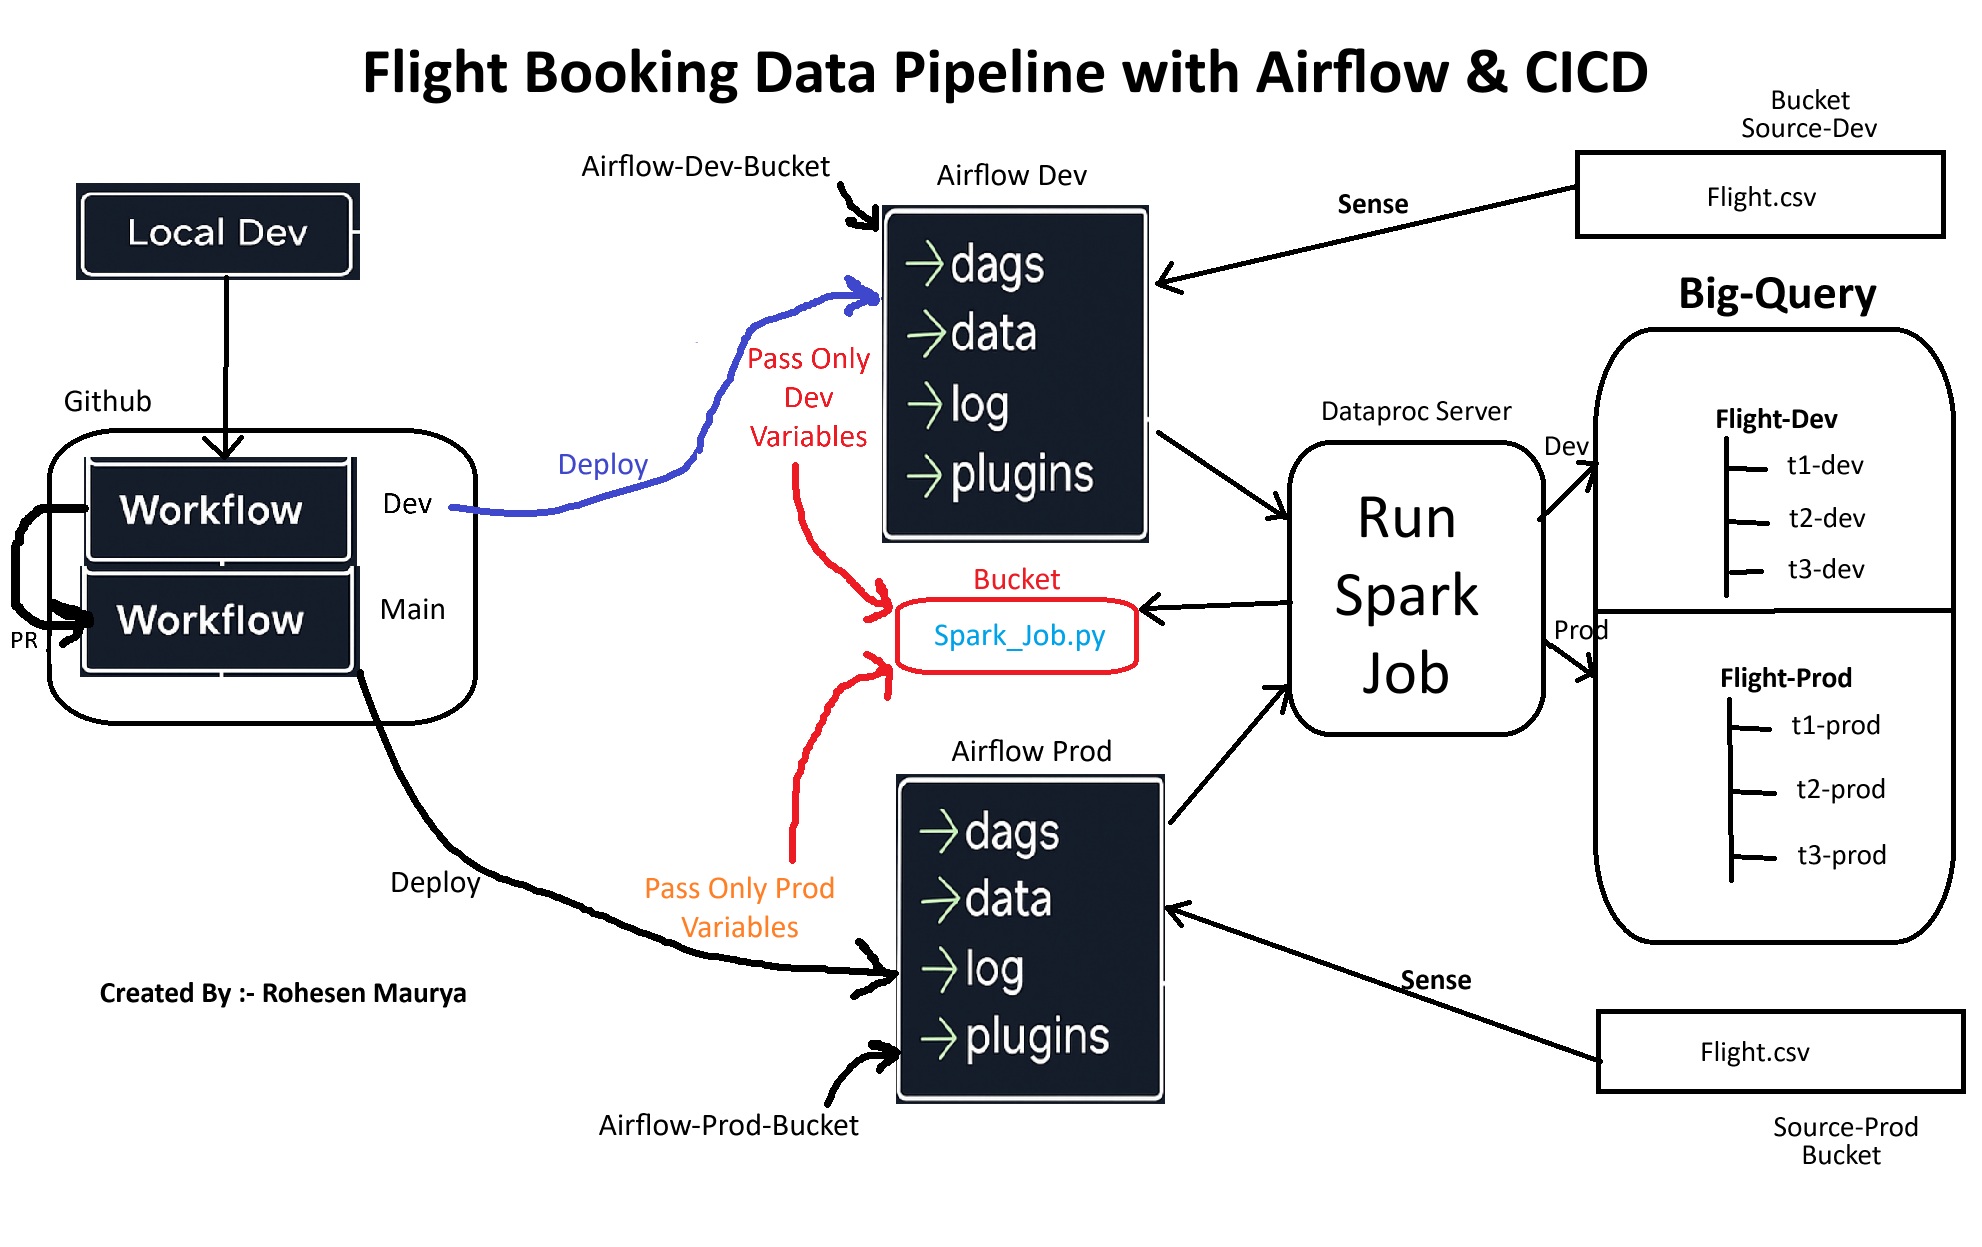 Flight Booking Data Pipeline with Airflow & CICD
Bucket
Source-Dev
Flight.csv
Airflow-Dev-Bucket
Airflow Dev
Sense
Local Dev
dags
data
log
plugins
Big-Query
Github
Workflow
Dev
Workflow
Main
PR
Deploy
Pass Only
Dev
Variables
Dataproc Server
Run
Spark
Job
Dev
Prod
Flight-Dev
t1-dev
t2-dev
t3-dev
Flight-Prod
t1-prod
t2-prod
t3-prod
Bucket
Spark_Job.py
Airflow Prod
dags
data
log
plugins
Deploy
Pass Only Prod
Variables
Sense
Created By :- Rohesen Maurya
Flight.csv
Airflow-Prod-Bucket
Source-Prod
Bucket